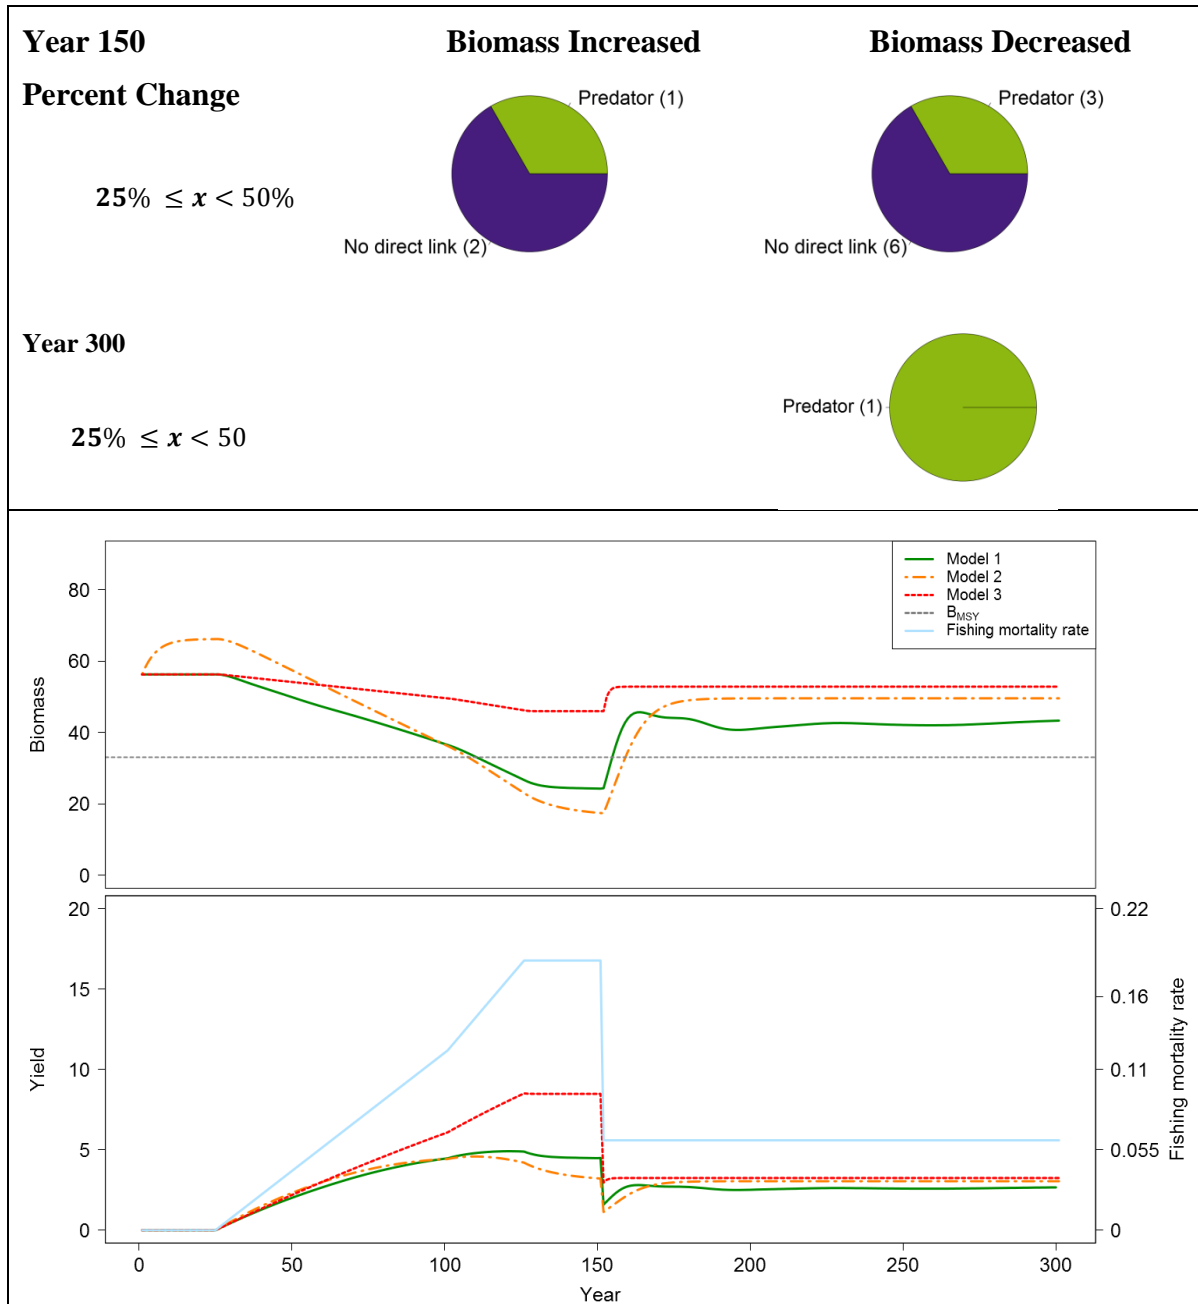 Year 150 Biomass Increased Biomass Decreased
Percent Change
Predator (1) Predator (3)
25% ≤ x < 50%
No direct link (2) No direct link (6)
Year 300
Predator (1)
25% ≤ x < 50
Model 1
Model 2
Model 3
BMSY
Fishing mortality rate
80
60
40
20
0
Biomass
20
15
10
5
0
Yield
0.22
0.16
0.11
0.055
0
Fishing mortality rate
0 50 100 150 200 250 300
Year